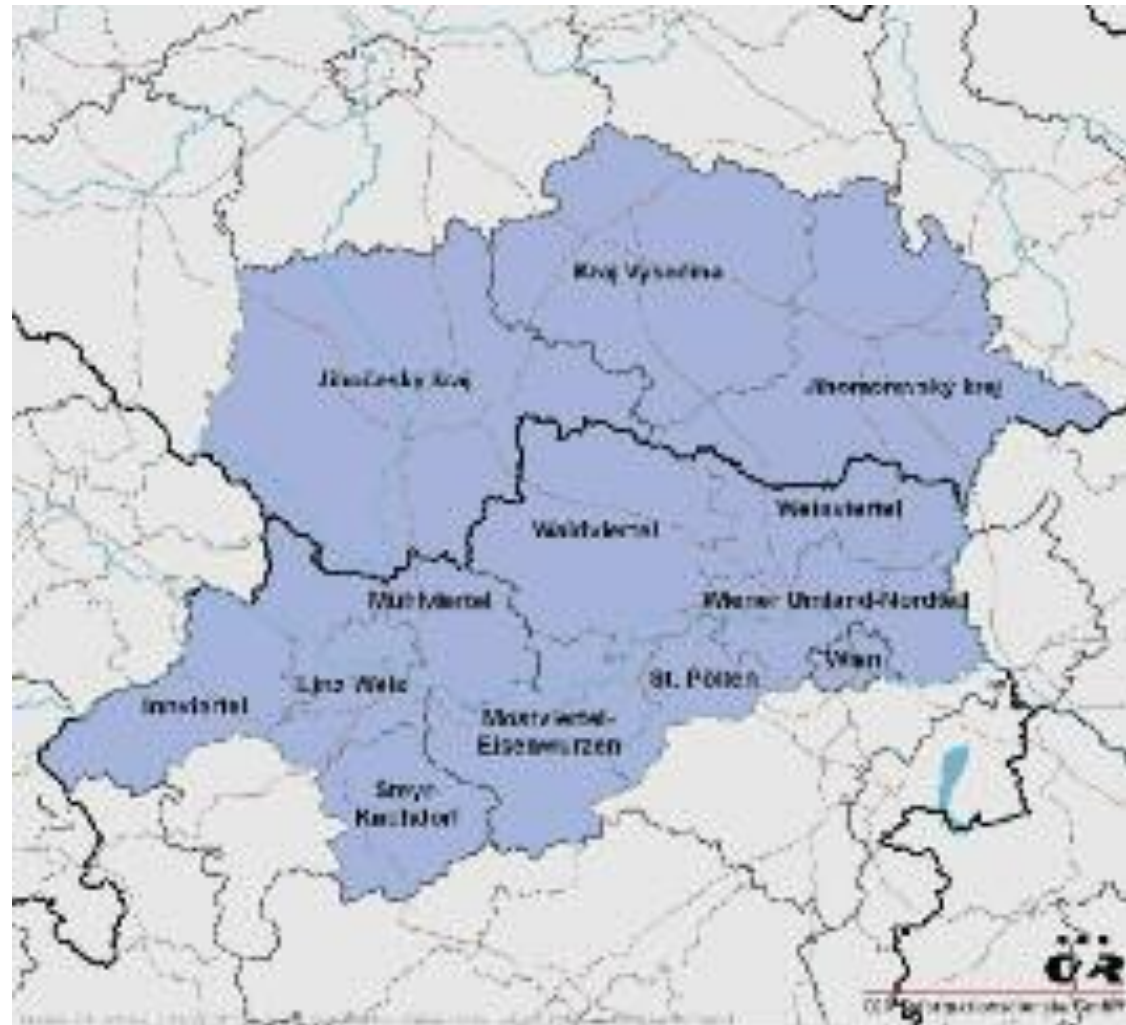 Kraj Vysočina
Jihočeský kraj
Jihomoravský kraj
Weinviertel
Waldviertel
Mühlviertel
Wiener Umland-Nordteil
Wien
St. Pölten
Linz Wels
Innviertel
Mostviertel-
Eisenwurzen
Steyr-
Kirchdorf
ÖIR